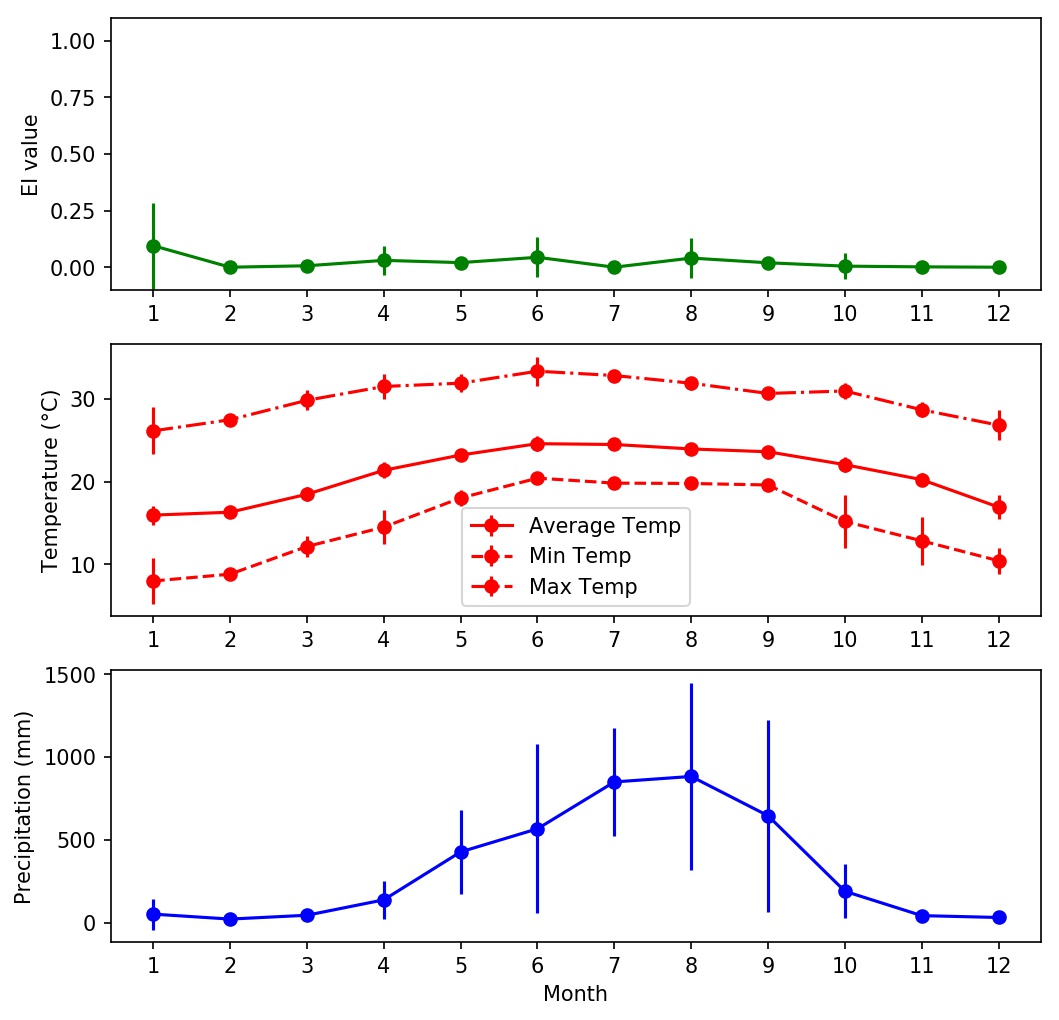 1.00
0.75
0.50
0.25
0.00
EI value
1 2 3 4 5 6 7 8 9 10 11 12
30
20
10
Temperature (°C)
Average Temp
Min Temp
Max Temp
1 2 3 4 5 6 7 8 9 10 11 12
1500
1000
500
0
Precipitation (mm)
1 2 3 4 5 6 7 8 9 10 11 12
Month